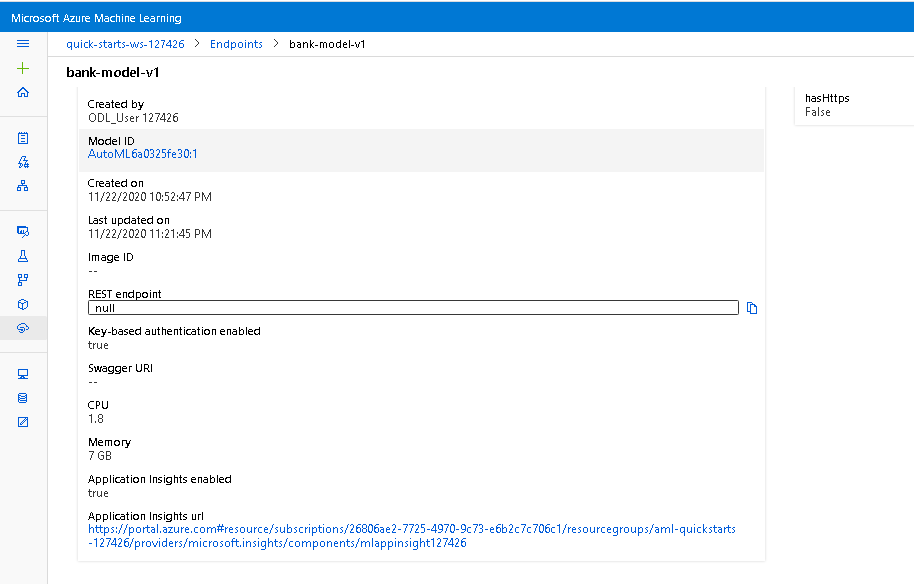 Microsoft Azure Machine Learning
quick-starts-ws-127426 > Endpoints > bank-model-v1
bank-model-v1
Created by
ODL_User 127426
Model ID
AutoML6a0325fe30:1
Created on
11/22/2020 10:52:47 PM
Last updated on
11/22/2020 11:21:45 PM
Image ID
--
REST endpoint
null
Key-based authentication enabled
true
Swagger URI
--
CPU
1.8
Memory
7 GB
Application Insights enabled
true
Application Insights url
https://portal.azure.com#resource/subscriptions/26806ae2-7725-4970-9c73-e6b2c7c706c1/resourcegroups/aml-quickstarts
-127426/providers/microsoft.insights/components/mlappinsight127426
hasHttps
False